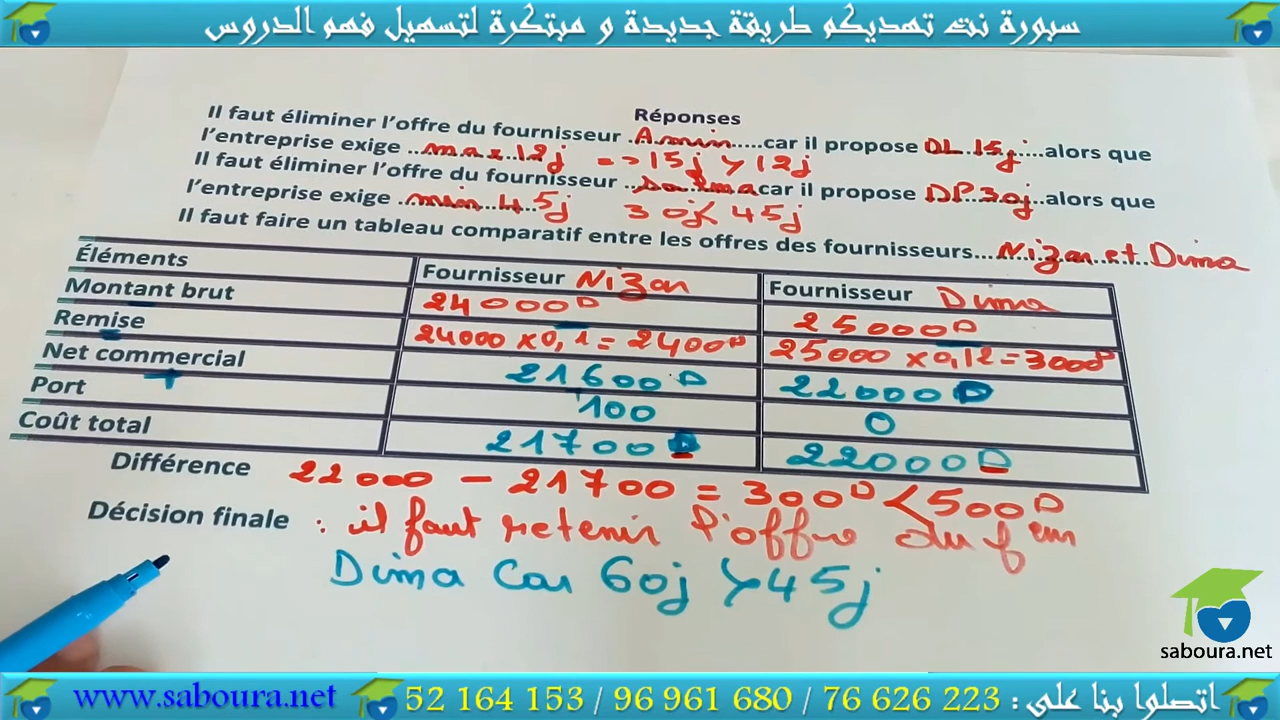 سبورة نت تهديكم طريقة جديدة و مبتكرة لتسهيل فهم الدروس
Réponses
Il faut éliminer l'offre du fournisseur ..Amin.....car il propose DL 15j...alors que
l'entreprise exige ...max 12j => 15j > 12j
Il faut éliminer l'offre du fournisseur ...car il propose DP 30j...alors que
l'entreprise exige ...min 45j 30j < 45j
Il faut faire un tableau comparatif entre les offres des fournisseurs...Nizar et Dima
Éléments Fournisseur Nizar Fournisseur Dima
Montant brut 24000D 25000D
Remise 24000 x 0,1 = 2400D 25000 x 0,12 = 3000D
Net commercial 21600D 22000D
Port 100 0
Coût total 21700D 22000D
Différence 22000 - 21700 = 300D < 500D
Décision finale : il faut retenir l'offre du feur
Dima car 60j > 45j
saboura.net
www.saboura.net
52 164 153 / 96 961 680 / 76 626 223 : اتصلوا بنا على